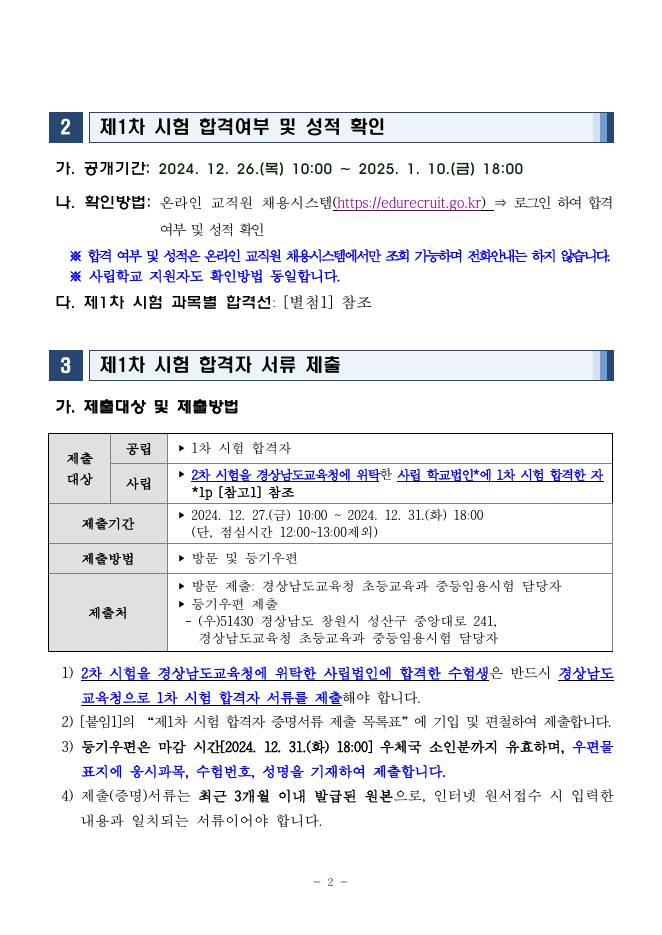 2 제1차 시험 합격여부 및 성적 확인
가. 공개기간: 2024. 12. 26.(목) 10:00 ~ 2025. 1. 10.(금) 18:00
나. 확인방법: 온라인 교직원 채용시스템(https://edurecruit.go.kr) ⇒ 로그인 하여 합격
여부 및 성적 확인
※ 합격 여부 및 성적은 온라인 교직원 채용시스템에서만 조회 가능하며 전화안내는 하지 않습니다.
※ 사립학교 지원자도 확인방법 동일합니다.
다. 제1차 시험 과목별 합격선: [별첨1] 참조
3 제1차 시험 합격자 서류 제출
가. 제출대상 및 제출방법
제출
대상
공립
▶ 1차 시험 합격자
사립
▶ 2차 시험을 경상남도교육청에 위탁한 사립 학교법인*에 1차 시험 합격한 자
*1p [참고1] 참조
제출기간
▶ 2024. 12. 27.(금) 10:00 ~ 2024. 12. 31.(화) 18:00
(단, 점심시간 12:00~13:00제외)
제출방법
▶ 방문 및 등기우편
제출처
▶ 방문 제출: 경상남도교육청 초등교육과 중등임용시험 담당자
▶ 등기우편 제출
- (우)51430 경상남도 창원시 성산구 중앙대로 241,
경상남도교육청 초등교육과 중등임용시험 담당자
1) 2차 시험을 경상남도교육청에 위탁한 사립법인에 합격한 수험생은 반드시 경상남도
교육청으로 1차 시험 합격자 서류를 제출해야 합니다.
2) [붙임1]의 “제1차 시험 합격자 증명서류 제출 목록표”에 기입 및 편철하여 제출합니다.
3) 등기우편은 마감 시간[2024. 12. 31.(화) 18:00] 우체국 소인분까지 유효하며, 우편물
표지에 응시과목, 수험번호, 성명을 기재하여 제출합니다.
4) 제출(증명)서류는 최근 3개월 이내 발급된 원본으로, 인터넷 원서접수 시 입력한
내용과 일치되는 서류이어야 합니다.
- 2 -